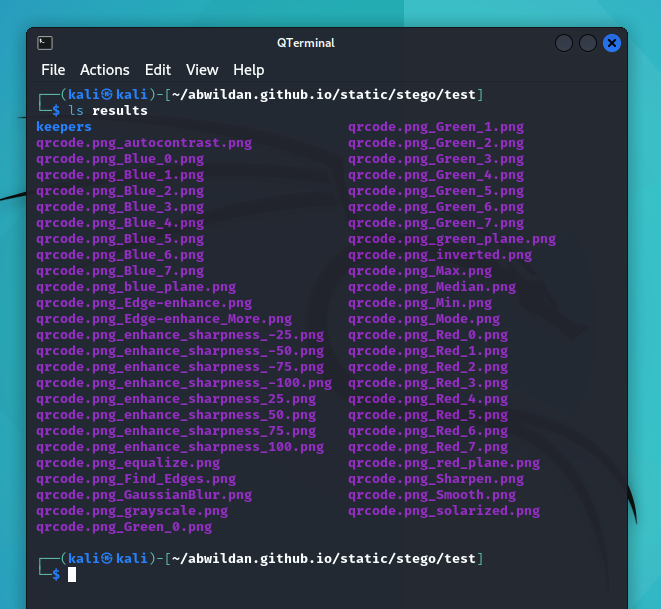 QTerminal
File Actions Edit View Help
┌──(kali㉿kali)-[~/abwildan.github.io/static/stego/test]
└─$ ls results
keepers qrcode.png_Green_1.png
qrcode.png_autocontrast.png qrcode.png_Green_2.png
qrcode.png_Blue_0.png qrcode.png_Green_3.png
qrcode.png_Blue_1.png qrcode.png_Green_4.png
qrcode.png_Blue_2.png qrcode.png_Green_5.png
qrcode.png_Blue_3.png qrcode.png_Green_6.png
qrcode.png_Blue_4.png qrcode.png_Green_7.png
qrcode.png_Blue_5.png qrcode.png_green_plane.png
qrcode.png_Blue_6.png qrcode.png_inverted.png
qrcode.png_Blue_7.png qrcode.png_Max.png
qrcode.png_blue_plane.png qrcode.png_Median.png
qrcode.png_Edge-enhance.png qrcode.png_Min.png
qrcode.png_Edge-enhance_More.png qrcode.png_Mode.png
qrcode.png_enhance_sharpness_-25.png qrcode.png_Red_0.png
qrcode.png_enhance_sharpness_-50.png qrcode.png_Red_1.png
qrcode.png_enhance_sharpness_-75.png qrcode.png_Red_2.png
qrcode.png_enhance_sharpness_-100.png qrcode.png_Red_3.png
qrcode.png_enhance_sharpness_25.png qrcode.png_Red_4.png
qrcode.png_enhance_sharpness_50.png qrcode.png_Red_5.png
qrcode.png_enhance_sharpness_75.png qrcode.png_Red_6.png
qrcode.png_enhance_sharpness_100.png qrcode.png_Red_7.png
qrcode.png_equalize.png qrcode.png_red_plane.png
qrcode.png_Find_Edges.png qrcode.png_Sharpen.png
qrcode.png_GaussianBlur.png qrcode.png_Smooth.png
qrcode.png_grayscale.png qrcode.png_solarized.png
qrcode.png_Green_0.png
┌──(kali㉿kali)-[~/abwildan.github.io/static/stego/test]
└─$